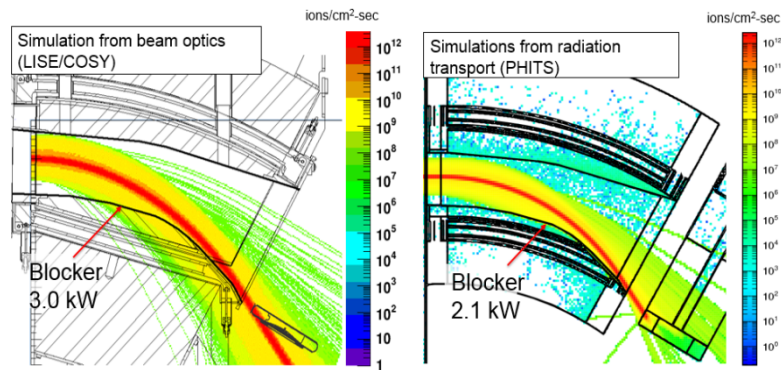 ions/cm²-sec
Simulation from beam optics
(LISE/COSY)
10¹²
10¹¹
10¹⁰
10⁹
10⁸
10⁷
10⁶
10⁵
10⁴
10³
10²
10
1
Blocker
3.0 kW
ions/cm²-sec
Simulations from radiation
transport (PHITS)
10¹²
10¹¹
10¹⁰
10⁹
10⁸
10⁷
10⁶
10⁵
10⁴
10³
10²
10¹
10⁰
Blocker
2.1 kW